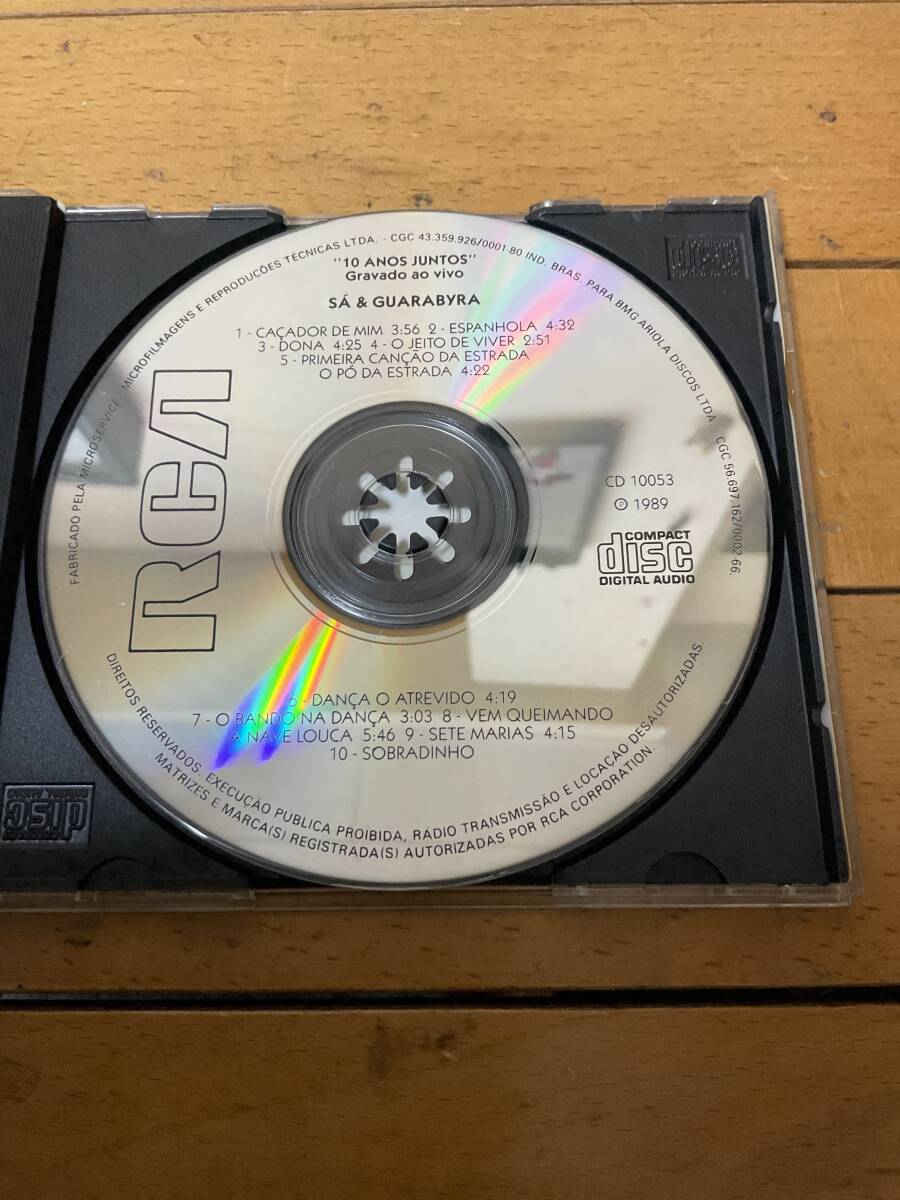 FABRICADO PELA MICROSERVICE - MICROFILMAGENS E REPRODUCÕES TECNICAS LTDA. - CGC 43.359.926/0001 80 IND. BRAS. PARA BMG ARIOLA DISCOS LTDA - CGC 56.697.162/0002-66.
"10 ANOS JUNTOS"
Gravado ao vivo
SÁ & GUARABYRA
1 - CAÇADOR DE MIM 3:56 2 - ESPANHOLA 4:32
3 - DONA 4:25 4 - O JEITO DE VIVER 2:51
5 - PRIMEIRA CANÇÃO DA ESTRADA
O PÓ DA ESTRADA 4:22
RCA
CD 10053
℗ 1989
COMPACT
disc
DIGITAL AUDIO
6 - DANÇA O ATREVIDO 4:19
7 - O BANDO NA DANÇA 3:03 8 - VEM QUEIMANDO
A NAVE LOUCA 5:46 9 - SETE MARIAS 4:15
10 - SOBRADINHO
DIREITOS RESERVADOS. EXECUÇÃO PUBLICA PROIBIDA, RÁDIO TRANSMISSÃO E LOCAÇÃO DESAUTORIZADAS.
MATRIZES E MARCA(S) REGISTRADA(S) AUTORIZADAS POR RCA CORPORATION.
disc
DIGITAL AUDIO
disc